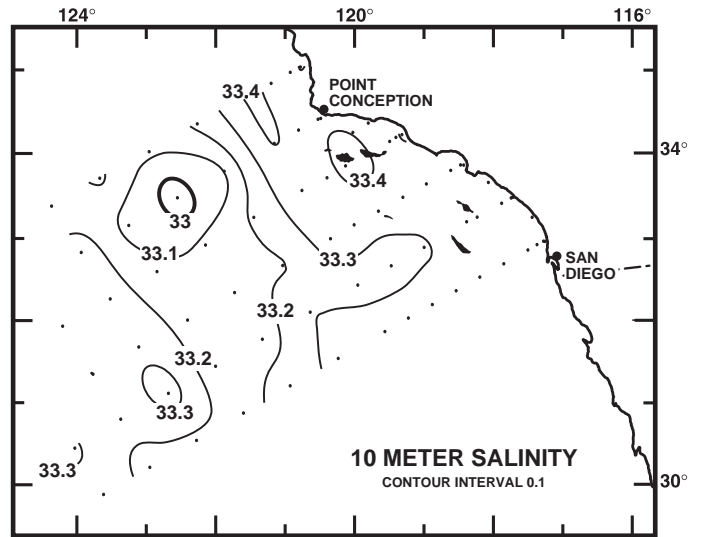 124° 120° 116°
POINT
CONCEPTION
33.4
34°
33.4
33
33.1
33.3
SAN
DIEGO
33.2
33.2
33.3
10 METER SALINITY
33.3
CONTOUR INTERVAL 0.1
30°